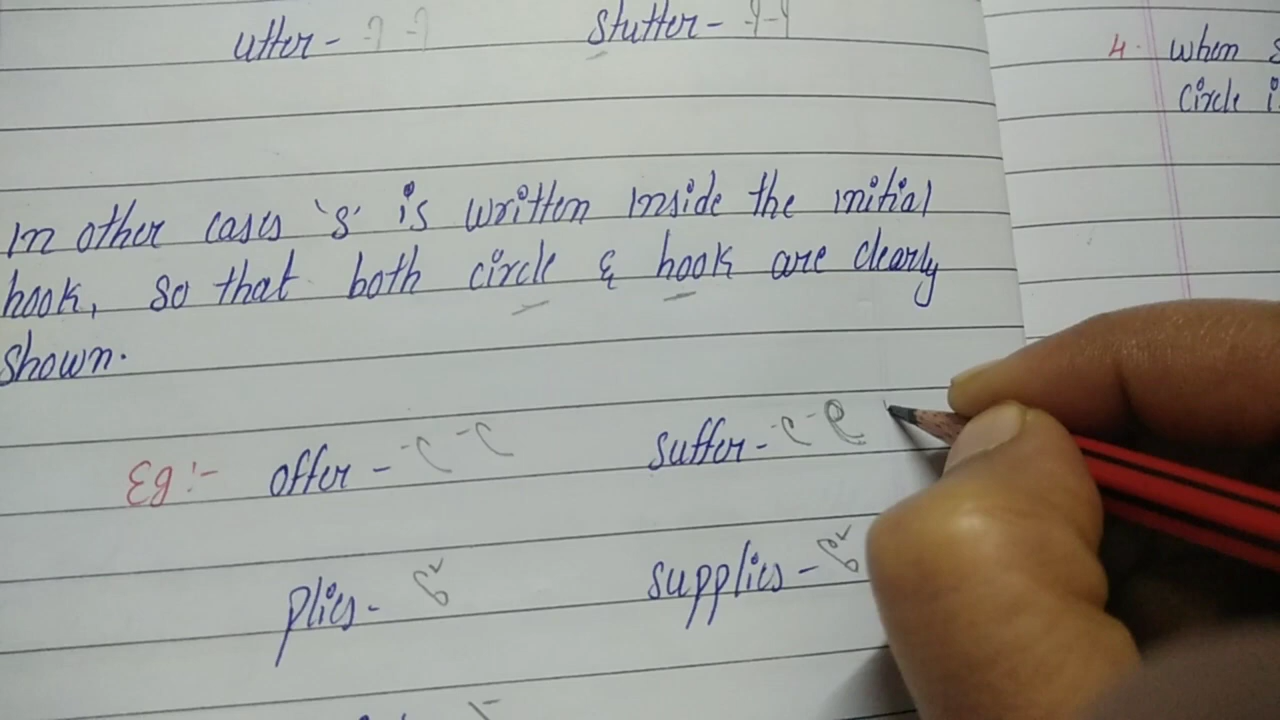 utter - stutter -
In other cases 's' is written inside the initial
hook, so that both circle & hook are clearly
shown.
Eg :- offer - suffer -
plies - supplies -
4. When s
circle i